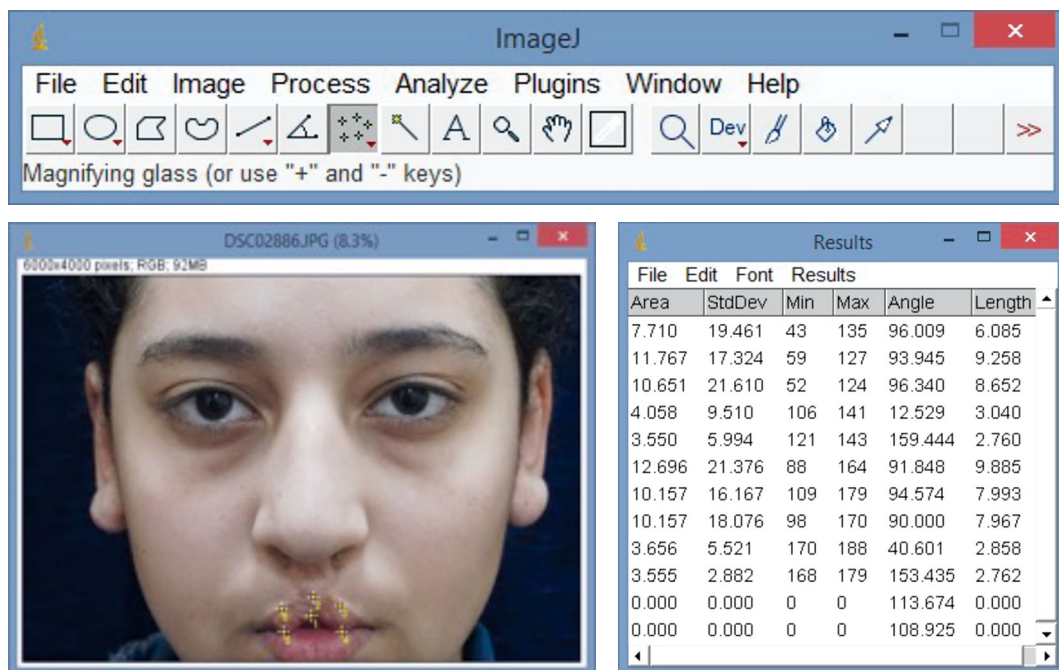 ImageJ
File Edit Image Process Analyze Plugins Window Help
A Dev >>
Magnifying glass (or use "+" and "-" keys)
DSC02886.JPG (8.3%)
6000x4000 pixels; RGB; 92MB
Results
File Edit Font Results
Area StdDev Min Max Angle Length
7.710 19.461 43 135 96.009 6.085
11.767 17.324 59 127 93.945 9.258
10.651 21.610 52 124 96.340 8.652
4.058 9.510 106 141 12.529 3.040
3.550 5.994 121 143 159.444 2.760
12.696 21.376 88 164 91.848 9.885
10.157 16.167 109 179 94.574 7.993
10.157 18.076 98 170 90.000 7.967
3.656 5.521 170 188 40.601 2.858
3.555 2.882 168 179 153.435 2.762
0.000 0.000 0 0 113.674 0.000
0.000 0.000 0 0 108.925 0.000